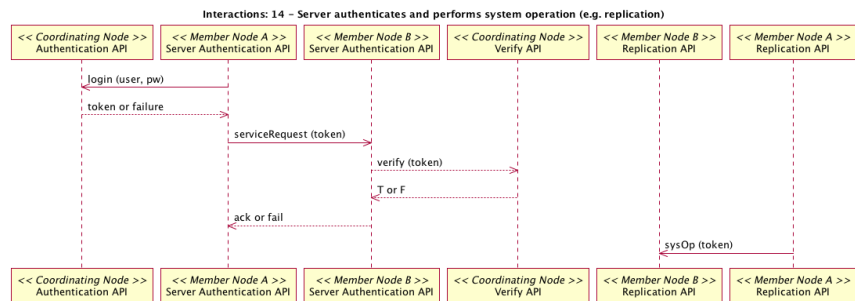 Interactions: 14 – Server authenticates and performs system operation (e.g. replication)
<< Coordinating Node >>
Authentication API
<< Member Node A >>
Server Authentication API
<< Member Node B >>
Server Authentication API
<< Coordinating Node >>
Verify API
<< Member Node B >>
Replication API
<< Member Node A >>
Replication API
login (user, pw)
token or failure
serviceRequest (token)
verify (token)
T or F
ack or fail
sysOp (token)
<< Coordinating Node >>
Authentication API
<< Member Node A >>
Server Authentication API
<< Member Node B >>
Server Authentication API
<< Coordinating Node >>
Verify API
<< Member Node B >>
Replication API
<< Member Node A >>
Replication API